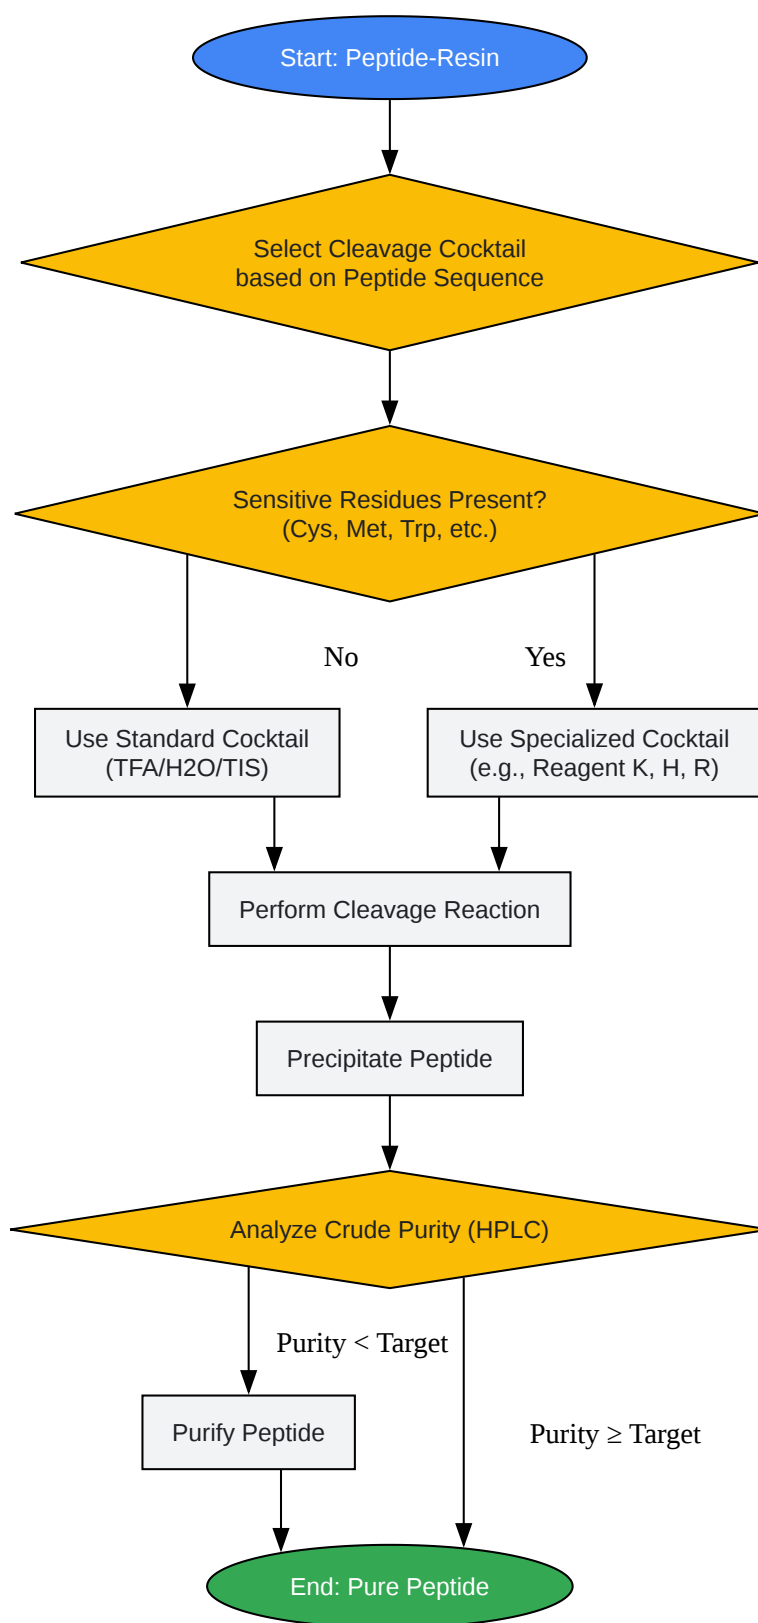 Start: Peptide-Resin
Select Cleavage Cocktail
based on Peptide Sequence
Sensitive Residues Present?
(Cys, Met, Trp, etc.)
No
Yes
Use Standard Cocktail
(TFA/H2O/TIS)
Use Specialized Cocktail
(e.g., Reagent K, H, R)
Perform Cleavage Reaction
Precipitate Peptide
Analyze Crude Purity (HPLC)
Purity < Target
Purify Peptide
Purity ≥ Target
End: Pure Peptide